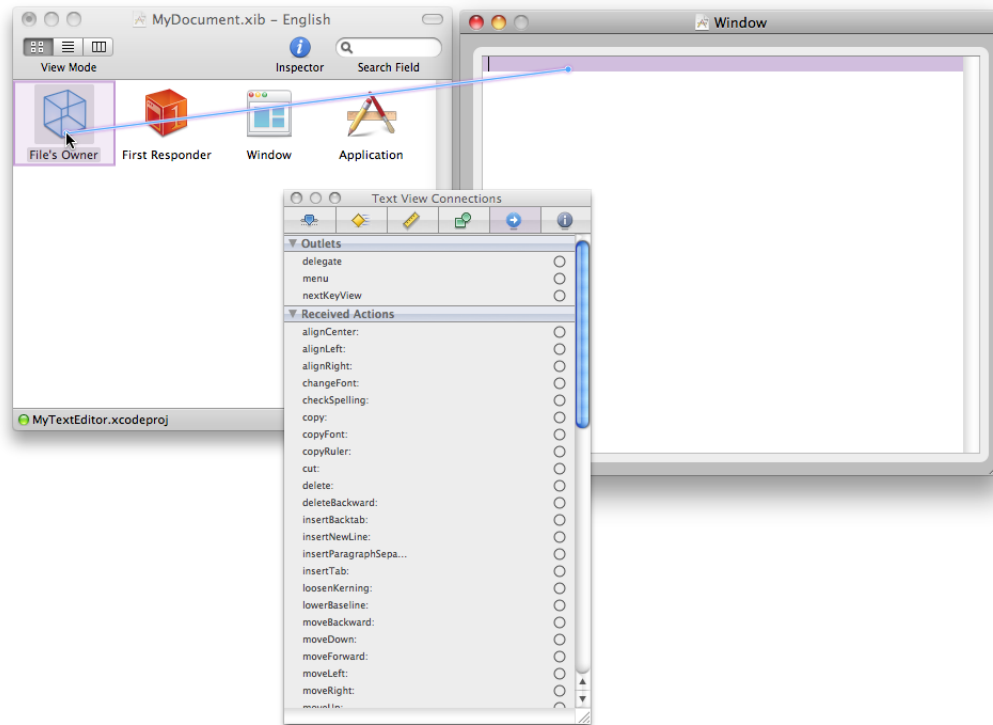 MyDocument.xib – English
View Mode
Inspector
Search Field
File's Owner
First Responder
1
Window
Application
MyTextEditor.xcodeproj
Window
Text View Connections
Outlets
delegate
menu
nextKeyView
Received Actions
alignCenter:
alignLeft:
alignRight:
changeFont:
checkSpelling:
copy:
copyFont:
copyRuler:
cut:
delete:
deleteBackward:
insertBacktab:
insertNewLine:
insertParagraphSepa...
insertTab:
loosenKerning:
lowerBaseline:
moveBackward:
moveDown:
moveForward:
moveLeft:
moveRight:
moveUp: